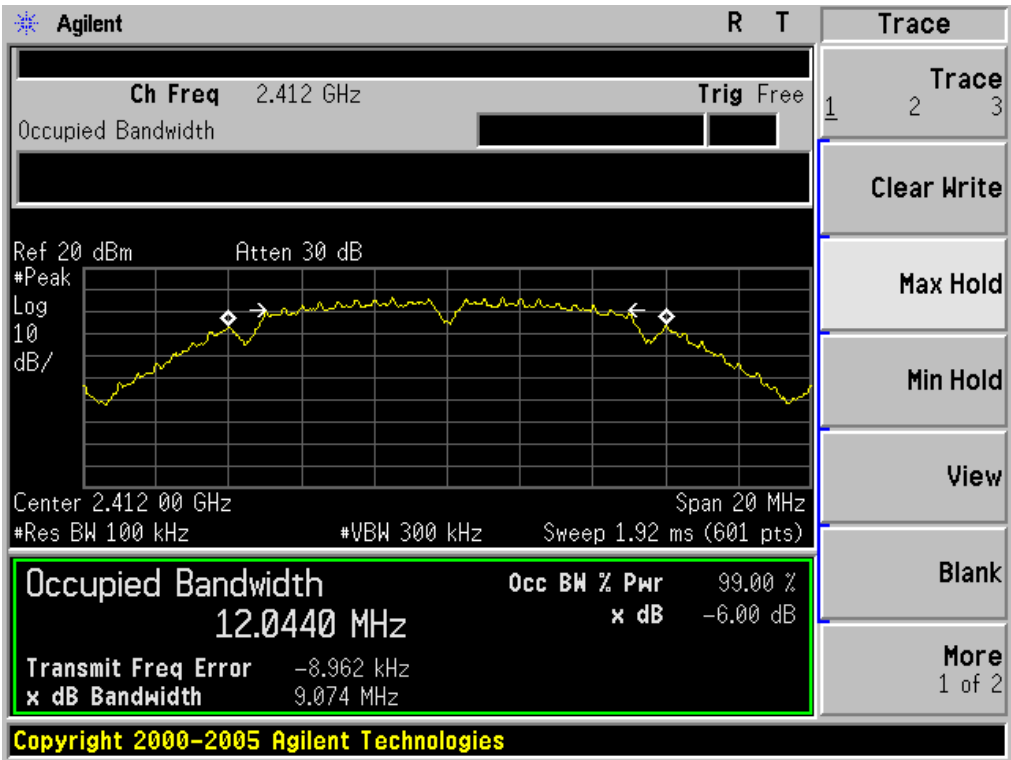 Agilent R T Trace
Ch Freq 2.412 GHz Trig Free
Occupied Bandwidth
Trace
1 2 3
Clear Write
Max Hold
Min Hold
View
Blank
More
1 of 2
Ref 20 dBm Atten 30 dB
#Peak
Log
10
dB/
Center 2.412 00 GHz Span 20 MHz
#Res BW 100 kHz #VBW 300 kHz Sweep 1.92 ms (601 pts)
Occupied Bandwidth Occ BW % Pwr 99.00 %
12.0440 MHz x dB -6.00 dB
Transmit Freq Error -8.962 kHz
x dB Bandwidth 9.074 MHz
Copyright 2000-2005 Agilent Technologies